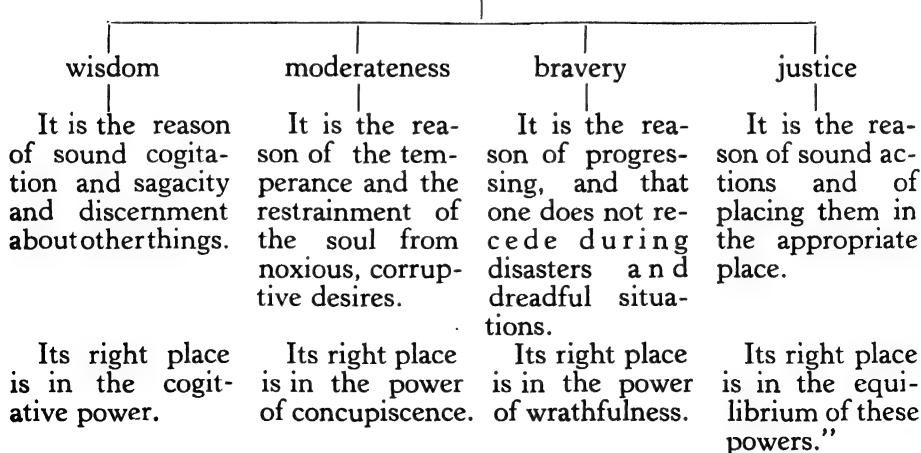 wisdom
moderateness
bravery
justice
It is the reason
of sound cogita-
tion and sagacity
and discernment
about other things.
Its right place
is in the cogit-
ative power.
It is the rea-
son of the tem-
perance and the
restrainment of
the soul from
noxious, corrup-
tive desires.
Its right place
is in the power
of concupiscence.
It is the rea-
son of progres-
sing, and that
one does not re-
cede during
disasters and
dreadful situa-
tions.
Its right place
is in the power
of wrathfulness.
It is the rea-
son of sound ac-
tions and of
placing them in
the appropriate
place.
Its right place
is in the equi-
librium of these
powers.”